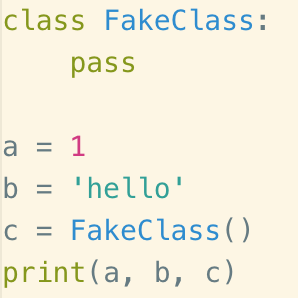 class FakeClass:
    pass

a = 1
b = 'hello'
c = FakeClass()
print(a, b, c)